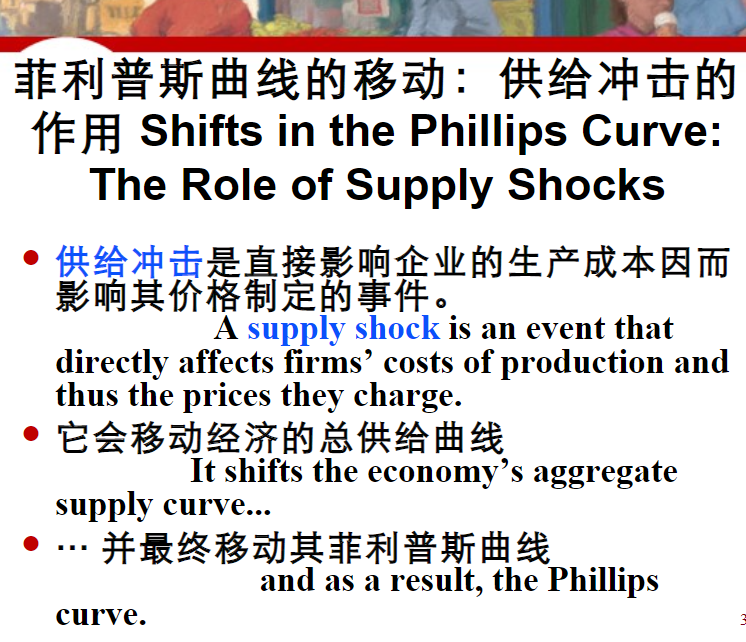 菲利普斯曲线的移动：供给冲击的
作用 Shifts in the Phillips Curve:
The Role of Supply Shocks
• 供给冲击是直接影响企业的生产成本因而
影响其价格制定的事件。
A supply shock is an event that
directly affects firms’ costs of production and
thus the prices they charge.
• 它会移动经济的总供给曲线
It shifts the economy’s aggregate
supply curve...
• … 并最终移动其菲利普斯曲线
and as a result, the Phillips
curve.
3